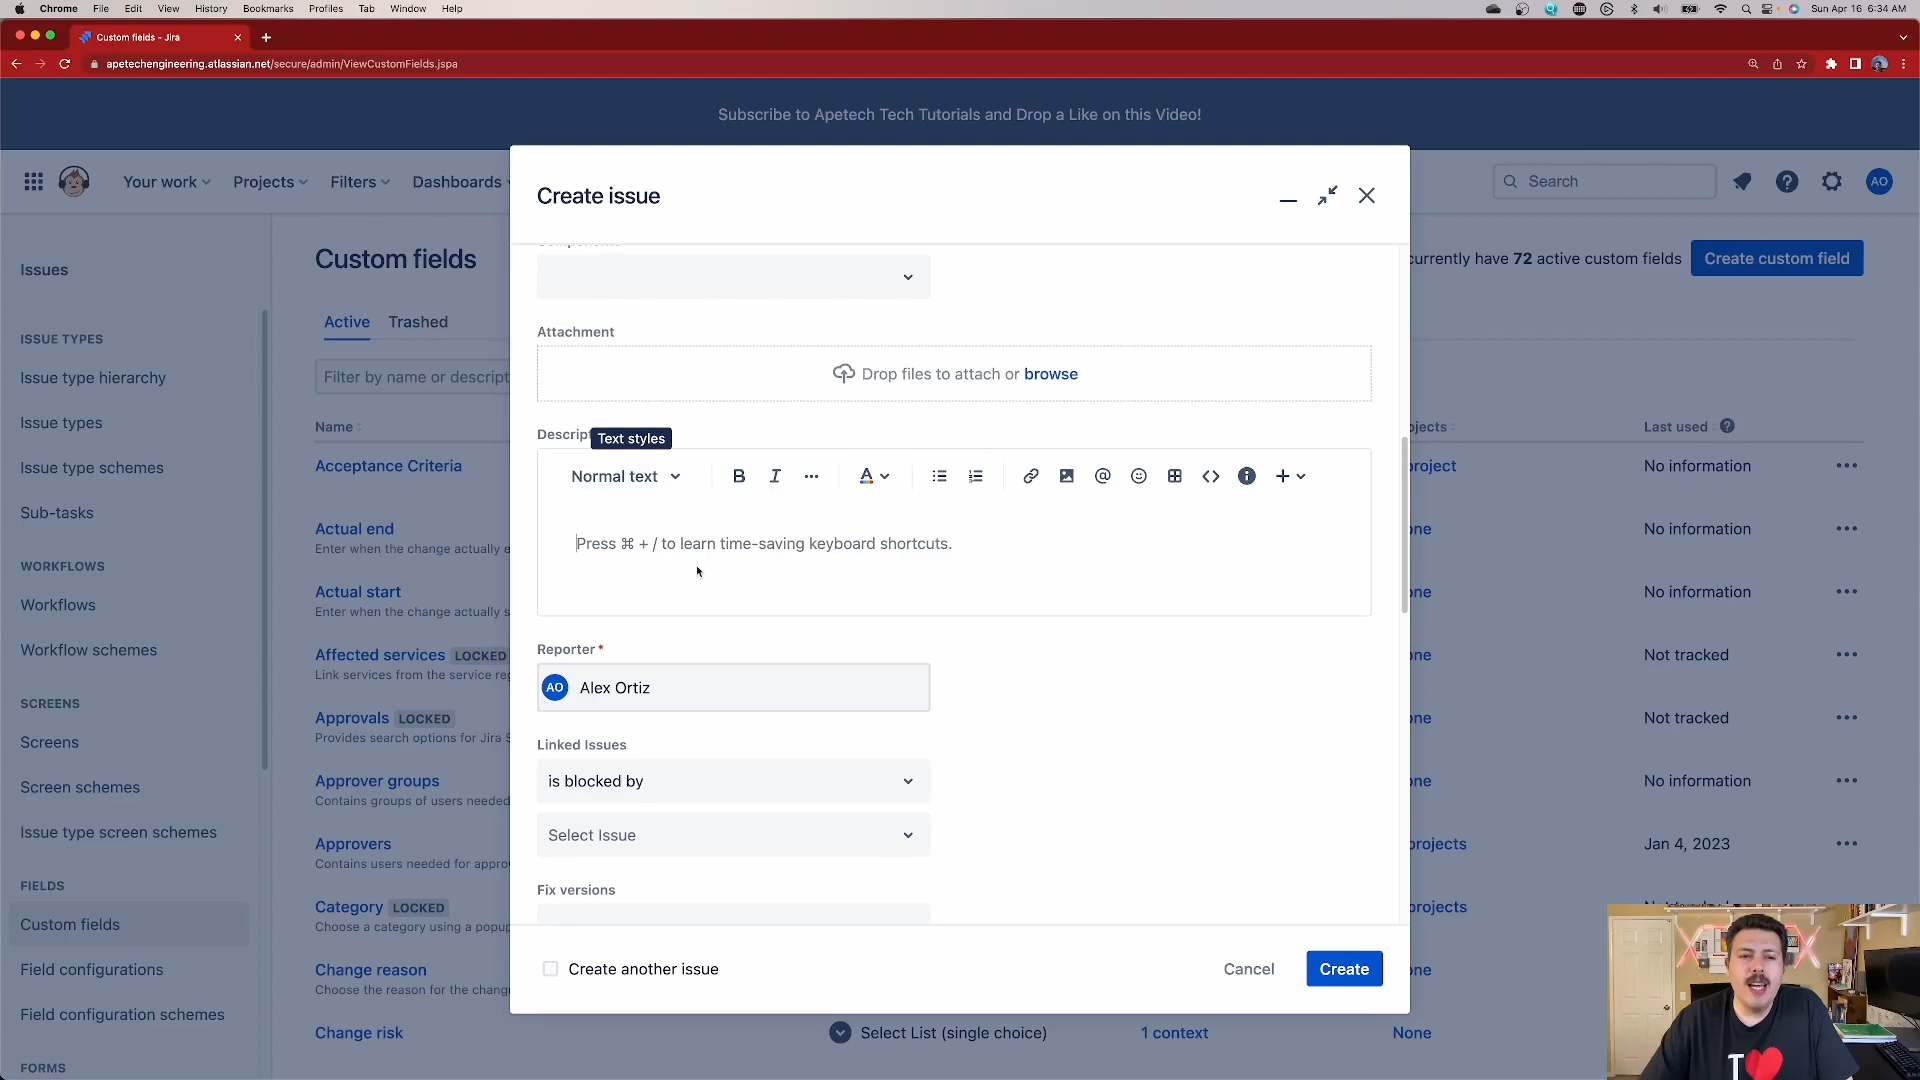 Chrome File Edit View History Bookmarks Profiles Tab Window Help Sun Apr 16 6:34 AM
Custom fields - Jira
apetechengineering.atlassian.net/secure/admin/ViewCustomFields.jspa
Subscribe to Apetech Tech Tutorials and Drop a Like on this Video!
Your work Projects Filters Dashboards Search AO
Create issue
Issues
Custom fields
currently have 72 active custom fields Create custom field
Active Trashed
ISSUE TYPES
Issue type hierarchy
Issue types
Issue type schemes
Sub-tasks
WORKFLOWS
Workflows
Workflow schemes
SCREENS
Screens
Screen schemes
Issue type screen schemes
FIELDS
Custom fields
Field configurations
Field configuration schemes
FORMS
Filter by name or descript
Name
Acceptance Criteria
Actual end
Enter when the change actually e
Actual start
Enter when the change actually s
Affected services LOCKED
Link services from the service reg
Approvals LOCKED
Provides search options for Jira S
Approver groups
Contains groups of users needed
Approvers
Contains users needed for approv
Category LOCKED
Choose a category using a popup
Change reason
Choose the reason for the chang
Change risk
Select List (single choice) 1 context None
Attachment
Drop files to attach or browse
Descript
Text styles
Normal text B I A @ +
Press ⌘ + / to learn time-saving keyboard shortcuts.
Reporter *
AO Alex Ortiz
Linked Issues
is blocked by
Select Issue
Fix versions
Create another issue Cancel Create
ojects Last used
project No information
one No information
one No information
one Not tracked
one Not tracked
one No information
projects Jan 4, 2023
projects
one
I